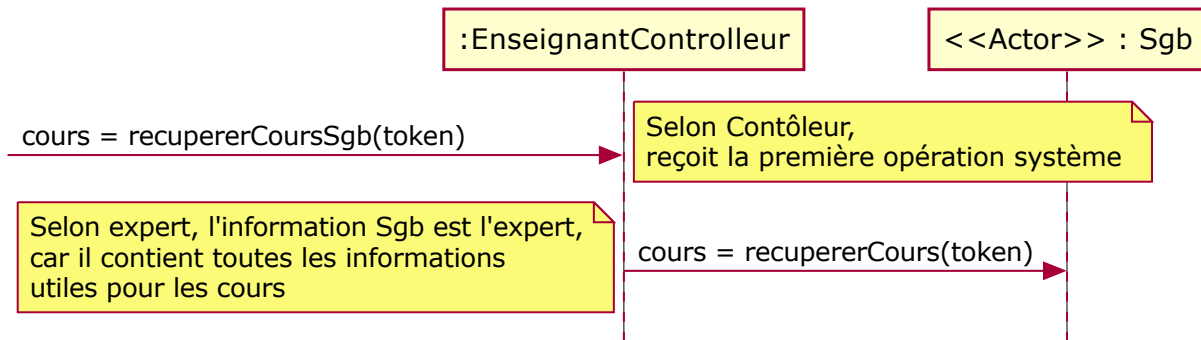 :EnseignantControlleur
<<Actor>> : Sgb
cours = recupererCoursSgb(token)
Selon Contôleur,
reçoit la première opération système
Selon expert, l'information Sgb est l'expert,
car il contient toutes les informations
utiles pour les cours
cours = recupererCours(token)